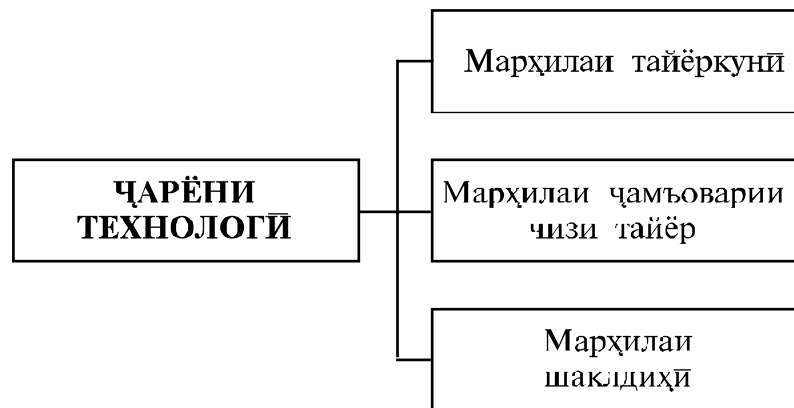 Марҳилаи тайёркунӣ
ҶАРЁНИ
ТЕХНОЛОГӢ
Марҳилаи ҷамъоварии
чизи тайёр
Марҳилаи
шаклдиҳӣ